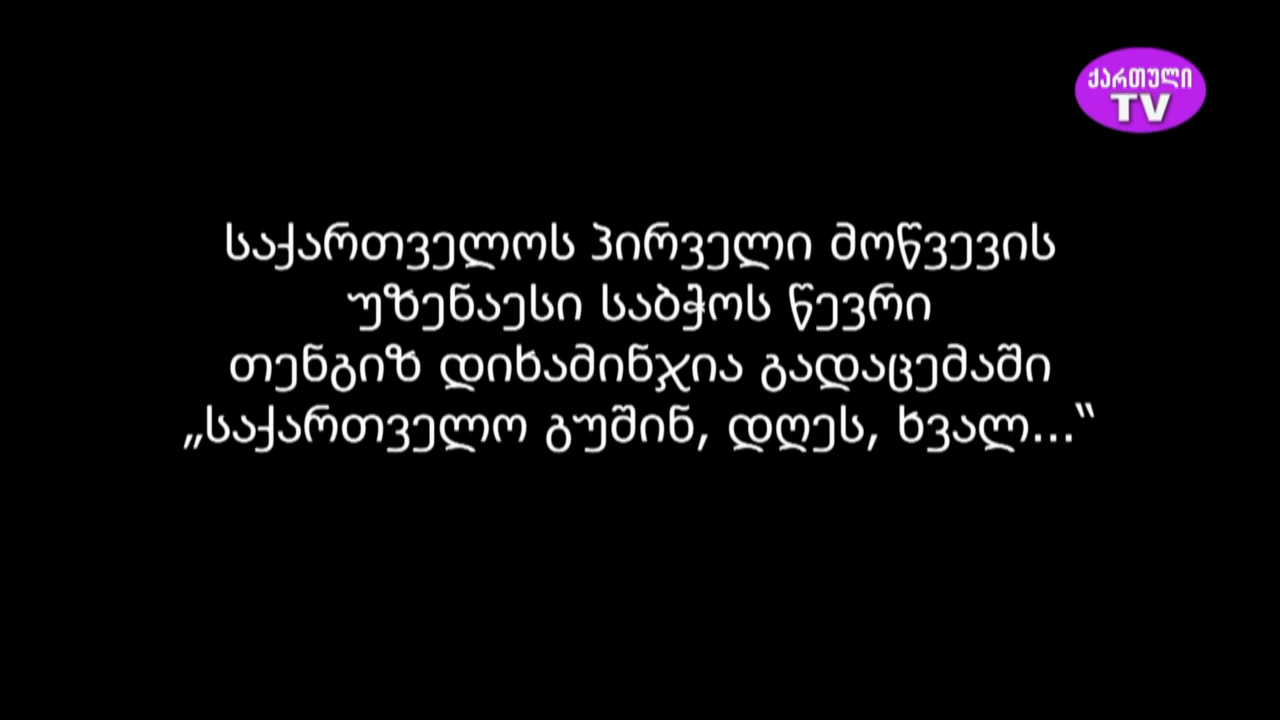 ქართული
TV
საქართველოს პირველი მოწვევის
უზენაესი საბჭოს წევრი
თენგიზ დიხამინჯია გადაცემაში
„საქართველო გუშინ, დღეს, ხვალ...“